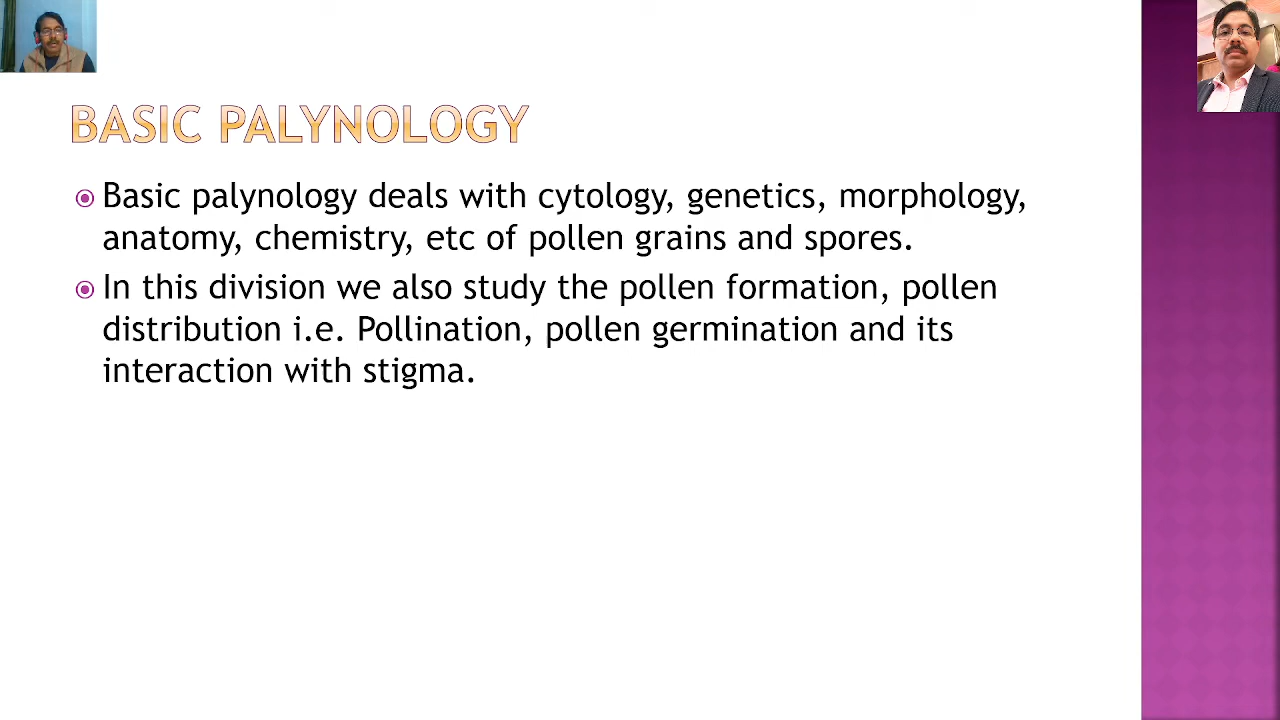 BASIC PALYNOLOGY
Basic palynology deals with cytology, genetics, morphology,
anatomy, chemistry, etc of pollen grains and spores.
In this division we also study the pollen formation, pollen
distribution i.e. Pollination, pollen germination and its
interaction with stigma.